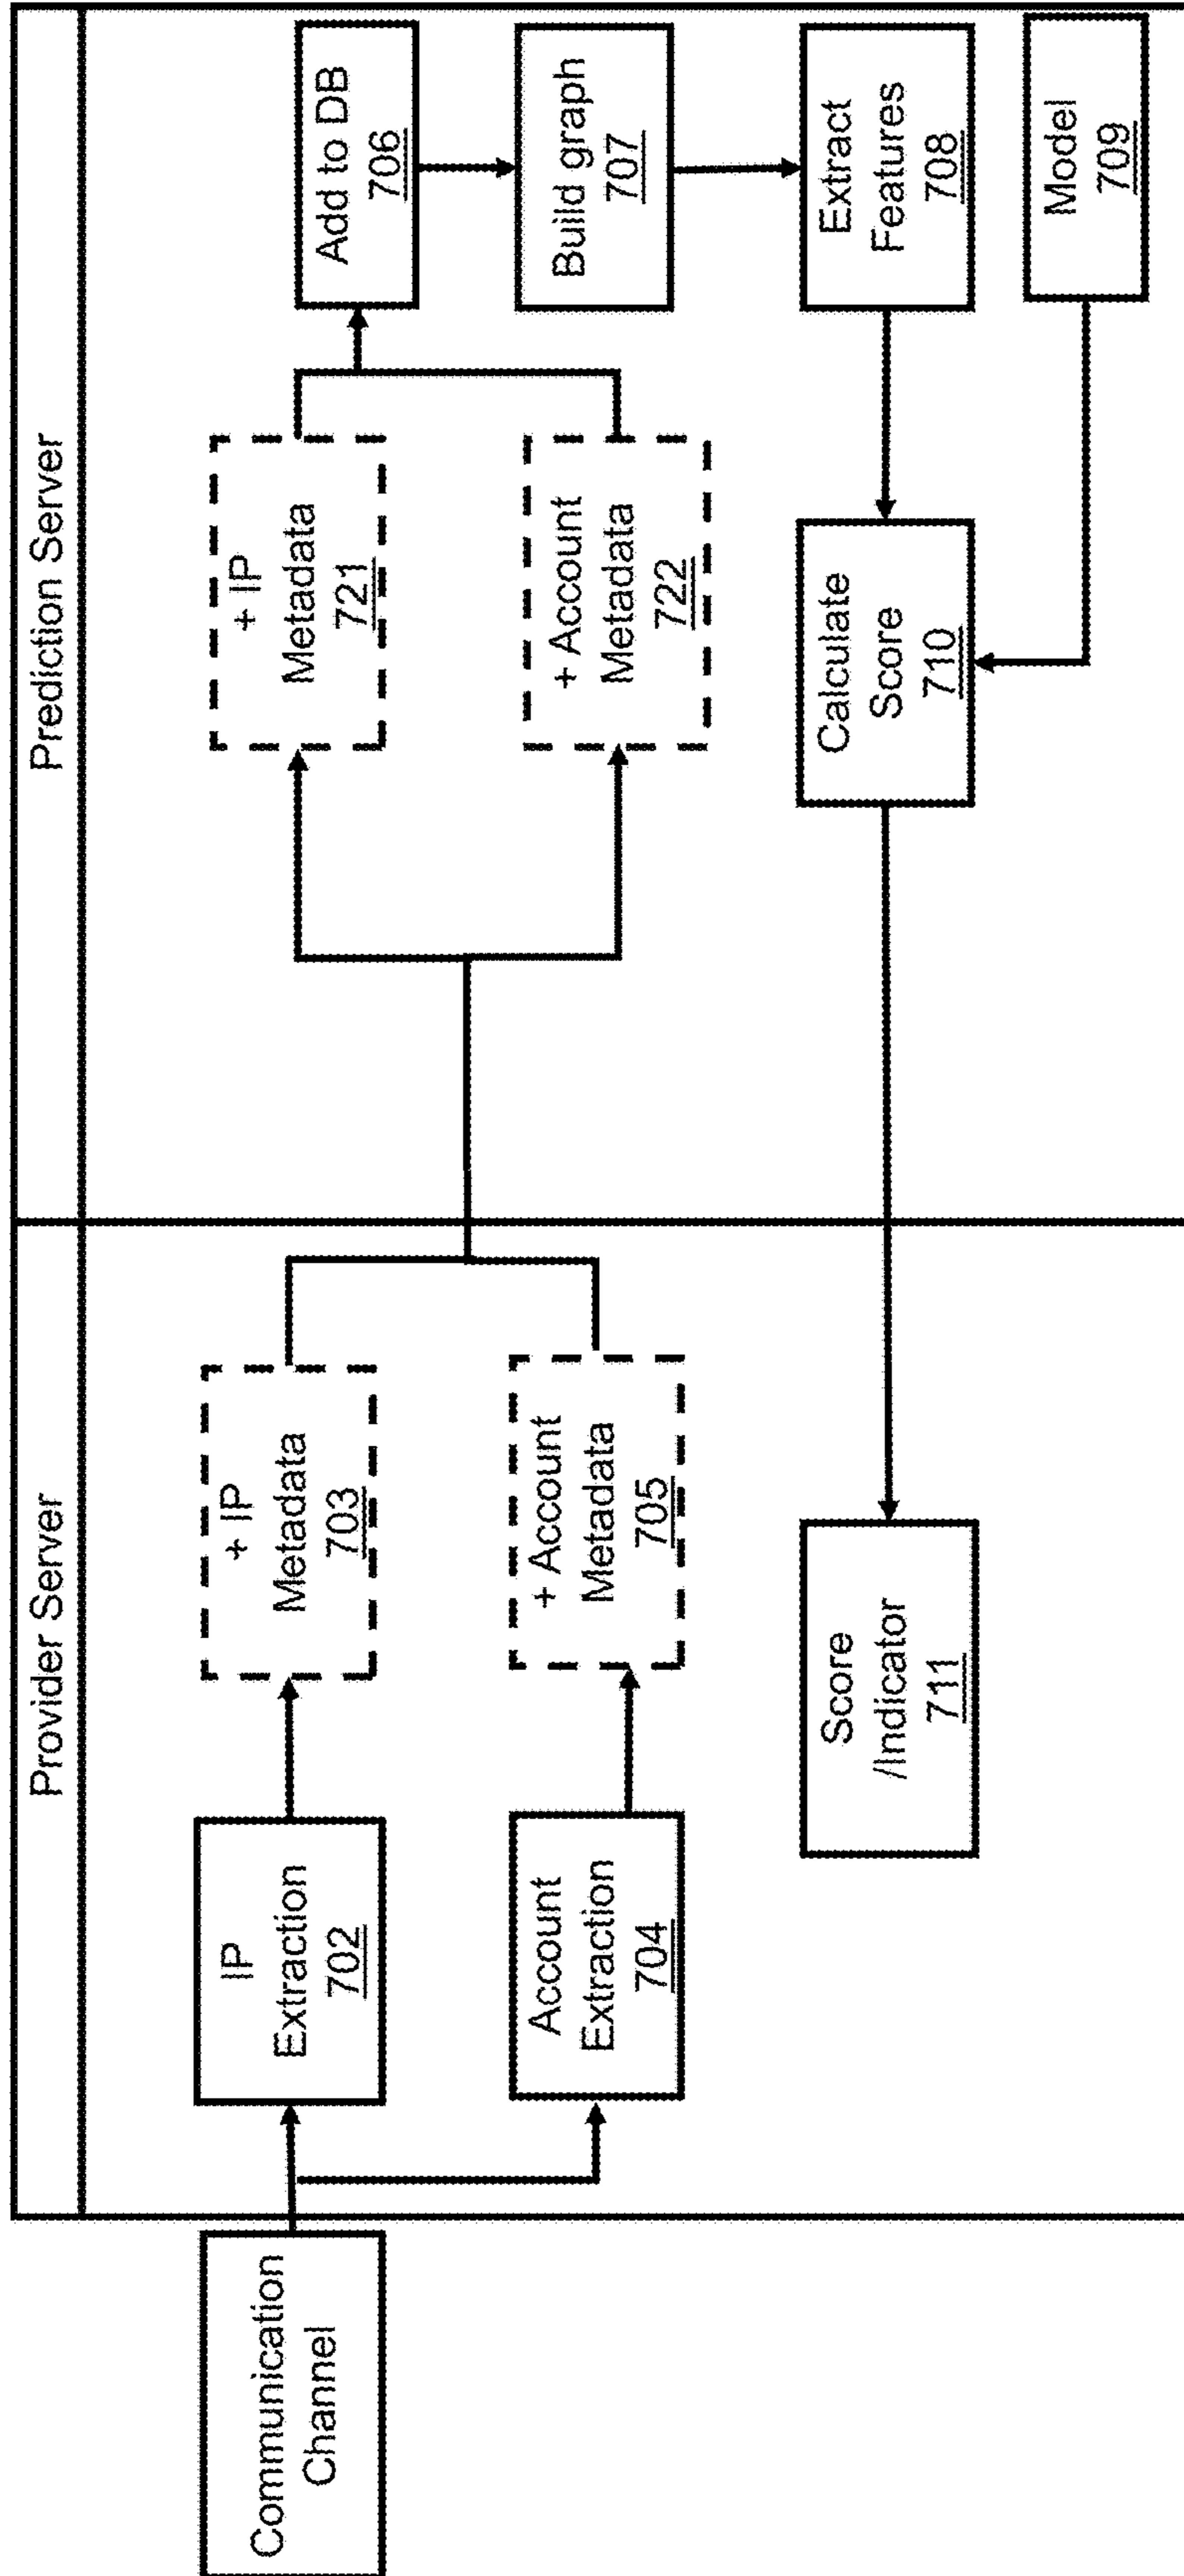 Provider Server
Prediction Server
Communication
Channel
IP
Extraction
702
+ IP
Metadata
703
+ IP
Metadata
721
Add to DB
706
Account
Extraction
704
+ Account
Metadata
705
+ Account
Metadata
722
Build graph
707
Score
/Indicator
711
Calculate
Score
710
Extract
Features
708
Model
709